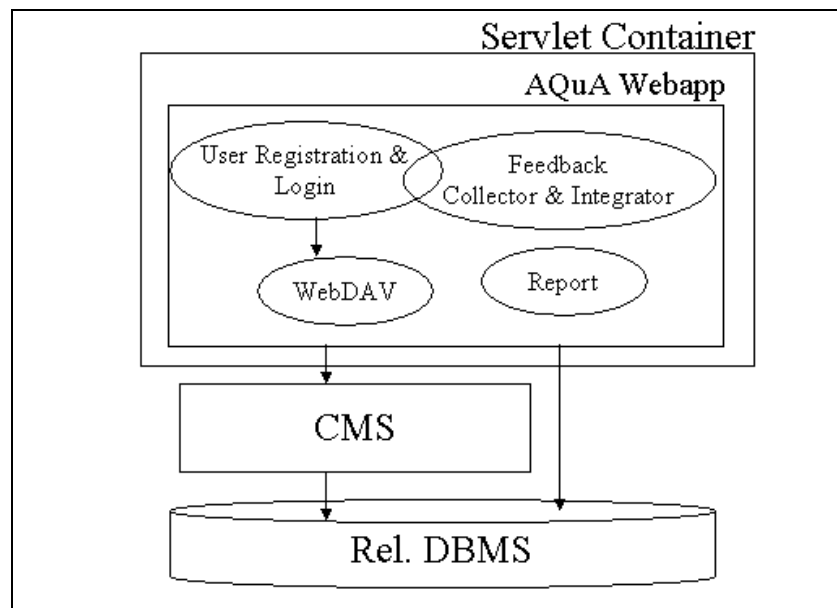 Servlet Container
AQuA Webapp
User Registration &
Login
Feedback
Collector & Integrator
WebDAV
Report
CMS
Rel. DBMS